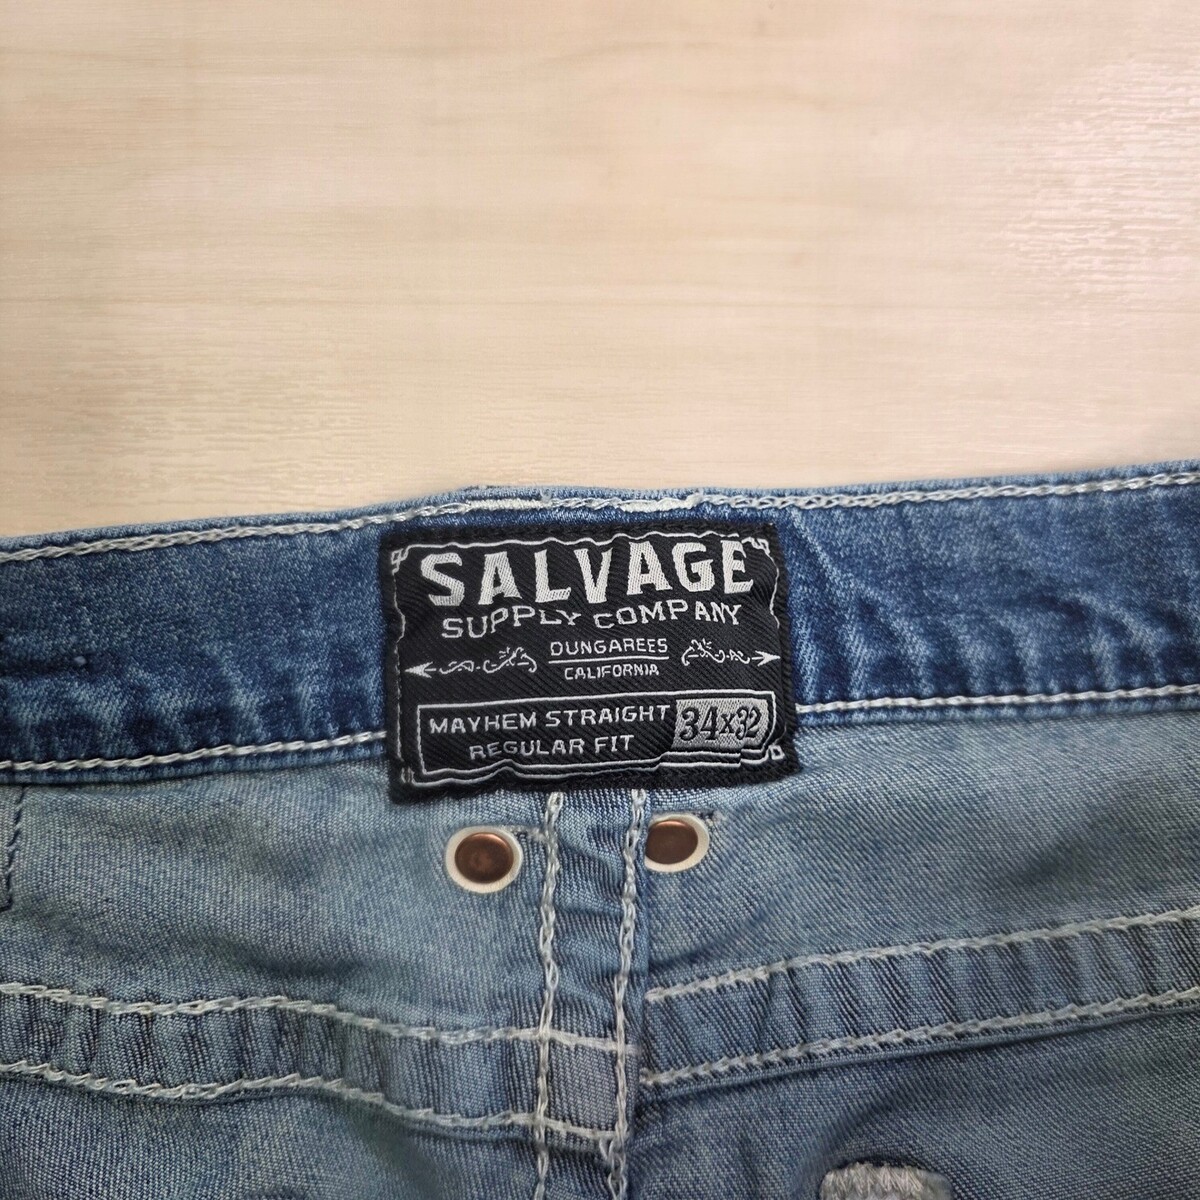 SALVAGE
SUPPLY COMPANY
DUNGAREES
CALIFORNIA
MAYHEM STRAIGHT 34x32
REGULAR FIT